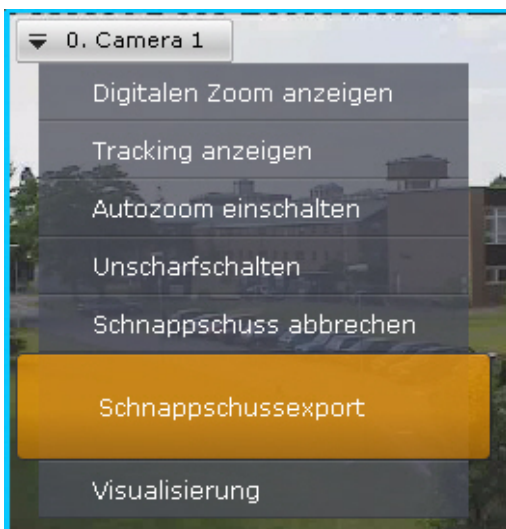 0. Camera 1
Digitalen Zoom anzeigen
Tracking anzeigen
Autozoom einschalten
Unscharfschalten
Schnappschuss abbrechen
Schnappschussexport
Visualisierung